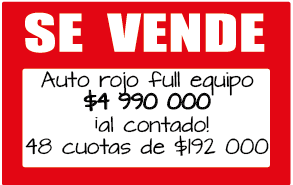 SE VENDE
Auto rojo full equipo
$4 990 000
¡al contado!
48 cuotas de $192 000